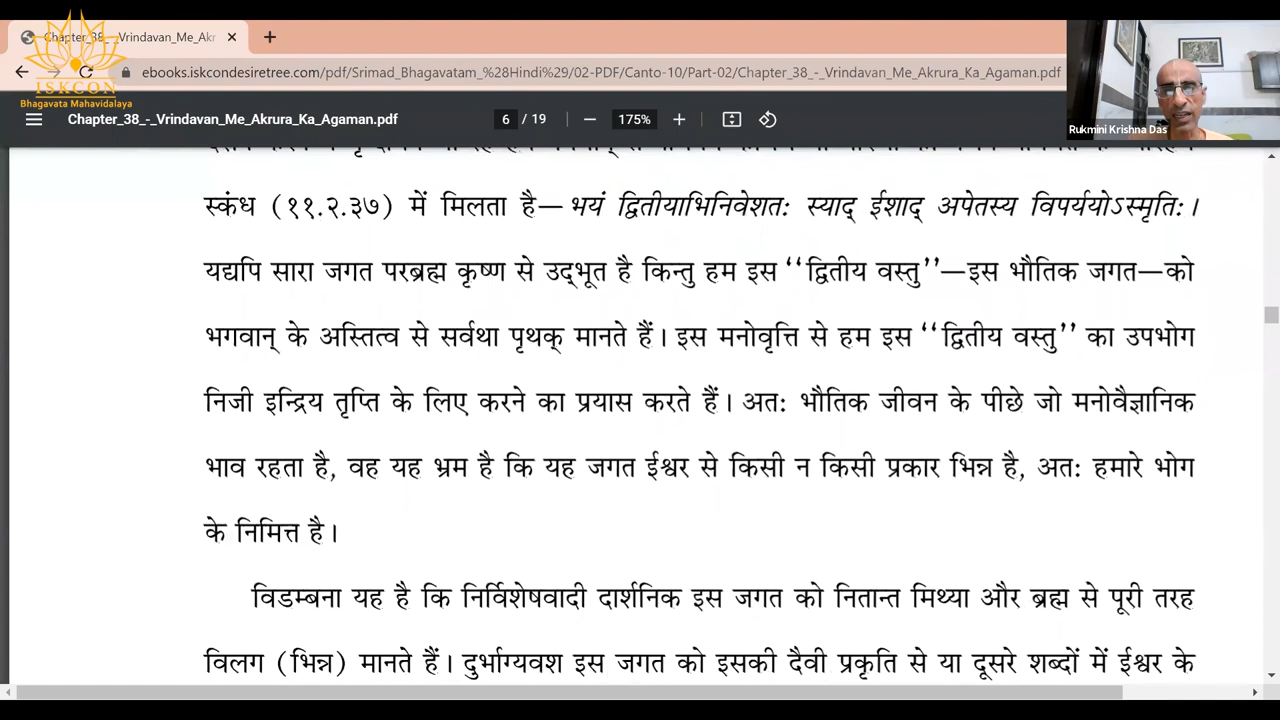 Chapter_38_-_Vrindavan_Me_Akr
ISKCON
Bhagavata Mahavidalaya
ebooks.iskcondesiretree.com/pdf/Srimad_Bhagavatam_%28Hindi%29/02-PDF/Canto-10/Part-02/Chapter_38_-_Vrindavan_Me_Akrura_Ka_Agaman.pdf
Chapter_38_-_Vrindavan_Me_Akrura_Ka_Agaman.pdf
6 / 19
175%
Rukmini Krishna Das
स्कंध (११.२.३७) में मिलता है—भयं द्वितीयाभिनिवेशतः स्याद् ईशाद् अपेतस्य विपर्ययोऽस्मृतिः।
यद्यपि सारा जगत परब्रह्म कृष्ण से उद्भूत है किन्तु हम इस ‘‘द्वितीय वस्तु’’—इस भौतिक जगत—को
भगवान् के अस्तित्व से सर्वथा पृथक् मानते हैं। इस मनोवृत्ति से हम इस ‘‘द्वितीय वस्तु’’ का उपभोग
निजी इन्द्रिय तृप्ति के लिए करने का प्रयास करते हैं। अतः भौतिक जीवन के पीछे जो मनोवैज्ञानिक
भाव रहता है, वह यह भ्रम है कि यह जगत ईश्वर से किसी न किसी प्रकार भिन्न है, अतः हमारे भोग
के निमित्त है।
विडम्बना यह है कि निर्विशेषवादी दार्शनिक इस जगत को नितान्त मिथ्या और ब्रह्म से पूरी तरह
विलग (भिन्न) मानते हैं। दुर्भाग्यवश इस जगत को इसकी दैवी प्रकृति से या दूसरे शब्दों में ईश्वर के